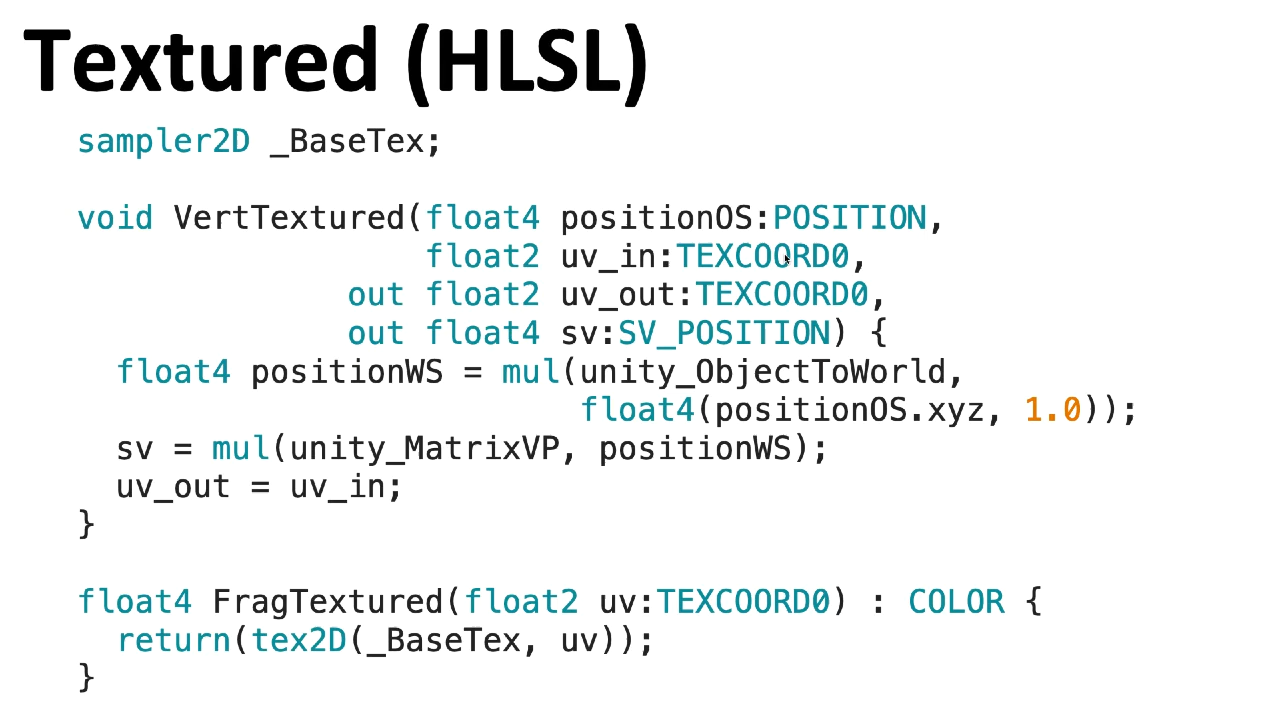 Textured (HLSL)
sampler2D _BaseTex;
void VertTextured(float4 positionOS:POSITION,
float2 uv_in:TEXCOORD0,
out float2 uv_out:TEXCOORD0,
out float4 sv:SV_POSITION) {
float4 positionWS = mul(unity_ObjectToWorld,
float4(positionOS.xyz, 1.0));
sv = mul(unity_MatrixVP, positionWS);
uv_out = uv_in;
}
float4 FragTextured(float2 uv:TEXCOORD0) : COLOR {
return(tex2D(_BaseTex, uv));
}